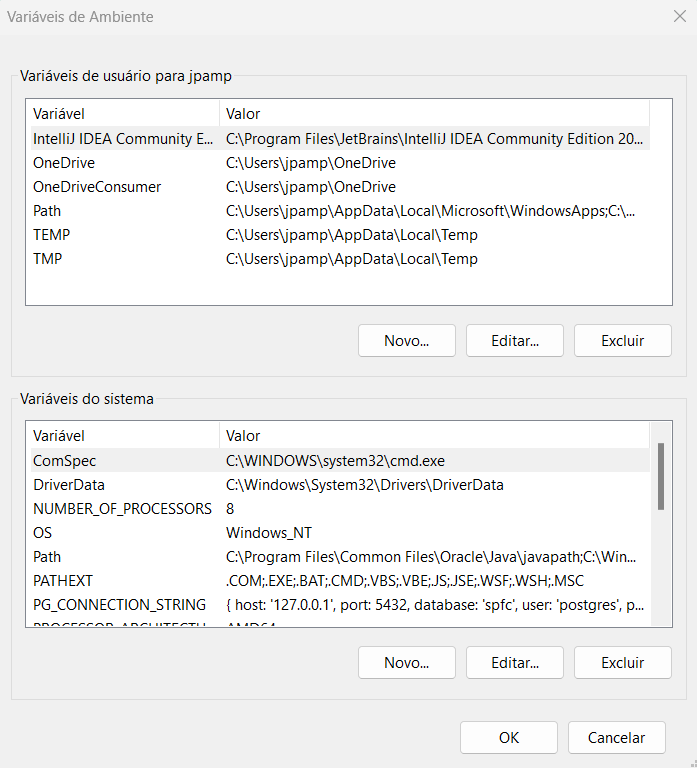 Variáveis de Ambiente
Variáveis de usuário para jpamp
Variável Valor
IntelliJ IDEA Community E... C:\Program Files\JetBrains\IntelliJ IDEA Community Edition 20...
OneDrive C:\Users\jpamp\OneDrive
OneDriveConsumer C:\Users\jpamp\OneDrive
Path C:\Users\jpamp\AppData\Local\Microsoft\WindowsApps;C:\...
TEMP C:\Users\jpamp\AppData\Local\Temp
TMP C:\Users\jpamp\AppData\Local\Temp
Novo... Editar... Excluir
Variáveis do sistema
Variável Valor
ComSpec C:\WINDOWS\system32\cmd.exe
DriverData C:\Windows\System32\Drivers\DriverData
NUMBER_OF_PROCESSORS 8
OS Windows_NT
Path C:\Program Files\Common Files\Oracle\Java\javapath;C:\Win...
PATHEXT .COM;.EXE;.BAT;.CMD;.VBS;.VBE;JS;.JSE;.WSF;.WSH;.MSC
PG_CONNECTION_STRING { host: '127.0.0.1', port: 5432, database: 'spfc', user: 'postgres', p...
PROCESSOR_ARCHITECTU AMD64
Novo... Editar... Excluir
OK Cancelar